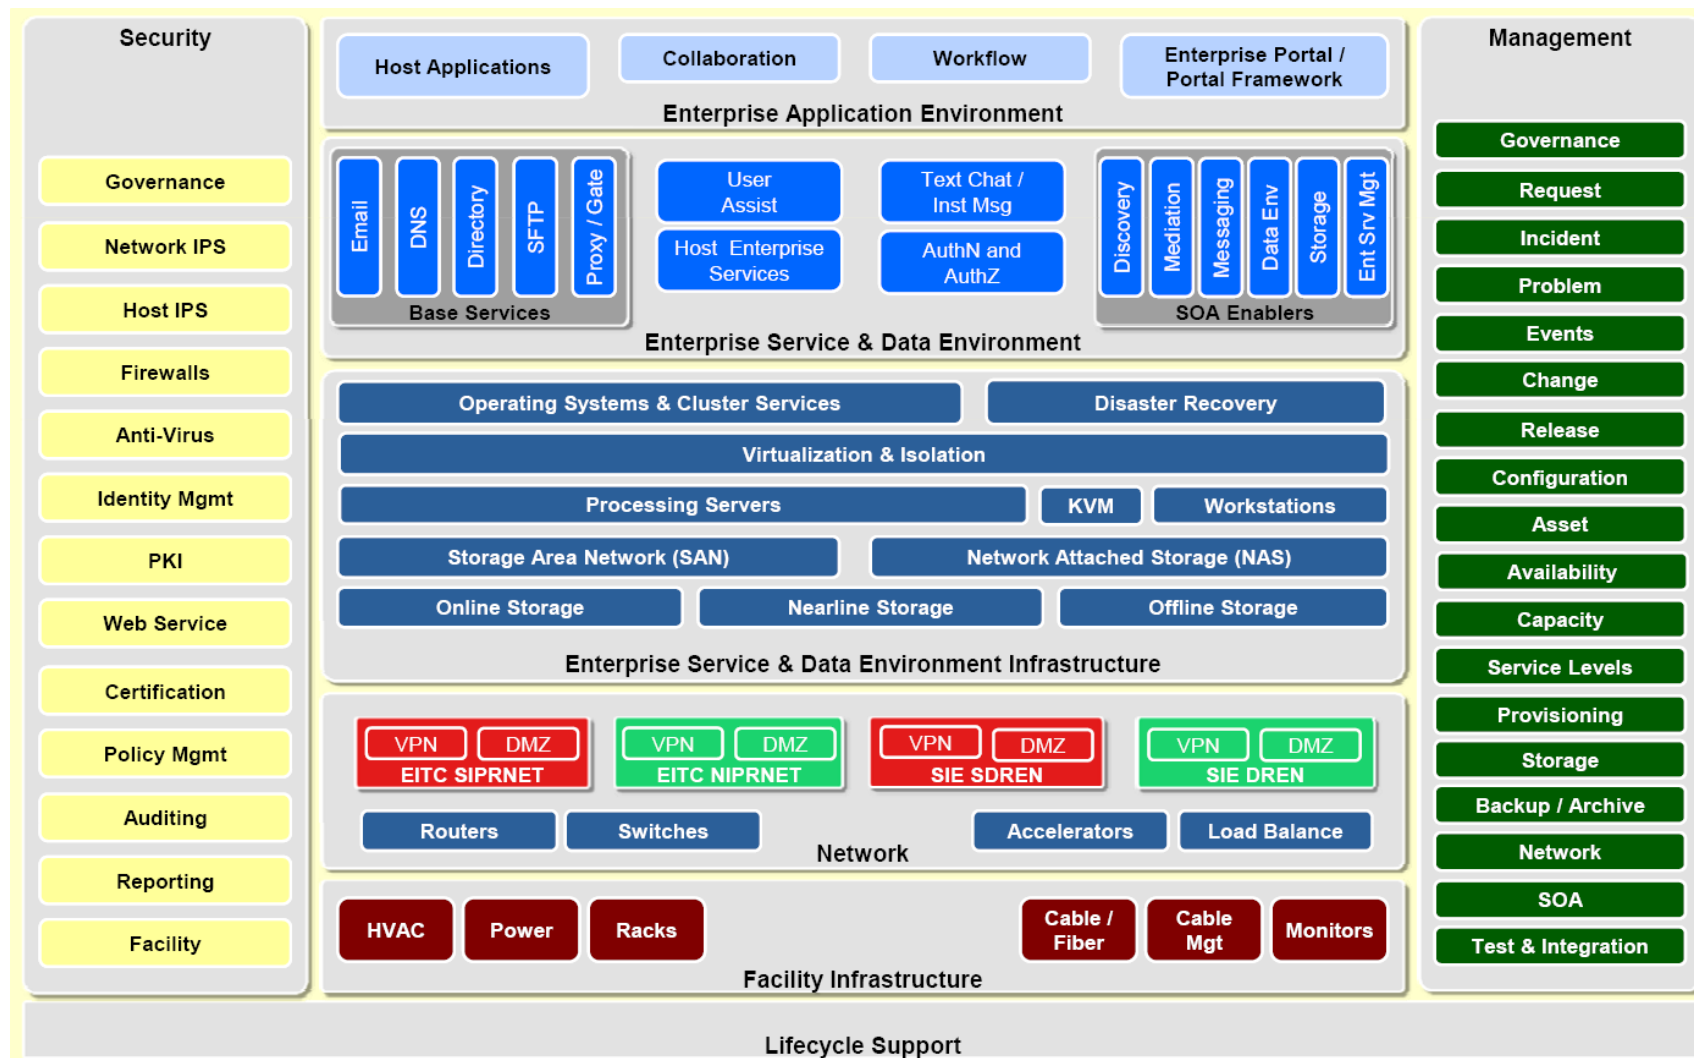 Security
Governance
Network IPS
Host IPS
Firewalls
Anti-Virus
Identity Mgmt
PKI
Web Service
Certification
Policy Mgmt
Auditing
Reporting
Facility
Host Applications
Collaboration
Workflow
Enterprise Portal /
Portal Framework
Enterprise Application Environment
Email
DNS
Directory
SFTP
Proxy / Gate
Base Services
User
Assist
Text Chat /
Inst Msg
Host Enterprise
Services
AuthN and
AuthZ
Discovery
Mediation
Messaging
Data Env
Storage
Ent Srv Mgt
SOA Enablers
Enterprise Service & Data Environment
Operating Systems & Cluster Services
Disaster Recovery
Virtualization & Isolation
Processing Servers
KVM
Workstations
Storage Area Network (SAN)
Network Attached Storage (NAS)
Online Storage
Nearline Storage
Offline Storage
Enterprise Service & Data Environment Infrastructure
VPN
DMZ
EITC SIPRNET
VPN
DMZ
EITC NIPRNET
VPN
DMZ
SIE SDREN
VPN
DMZ
SIE DREN
Routers
Switches
Accelerators
Load Balance
Network
HVAC
Power
Racks
Cable /
Fiber
Cable
Mgt
Monitors
Facility Infrastructure
Management
Governance
Request
Incident
Problem
Events
Change
Release
Configuration
Asset
Availability
Capacity
Service Levels
Provisioning
Storage
Backup / Archive
Network
SOA
Test & Integration
Lifecycle Support